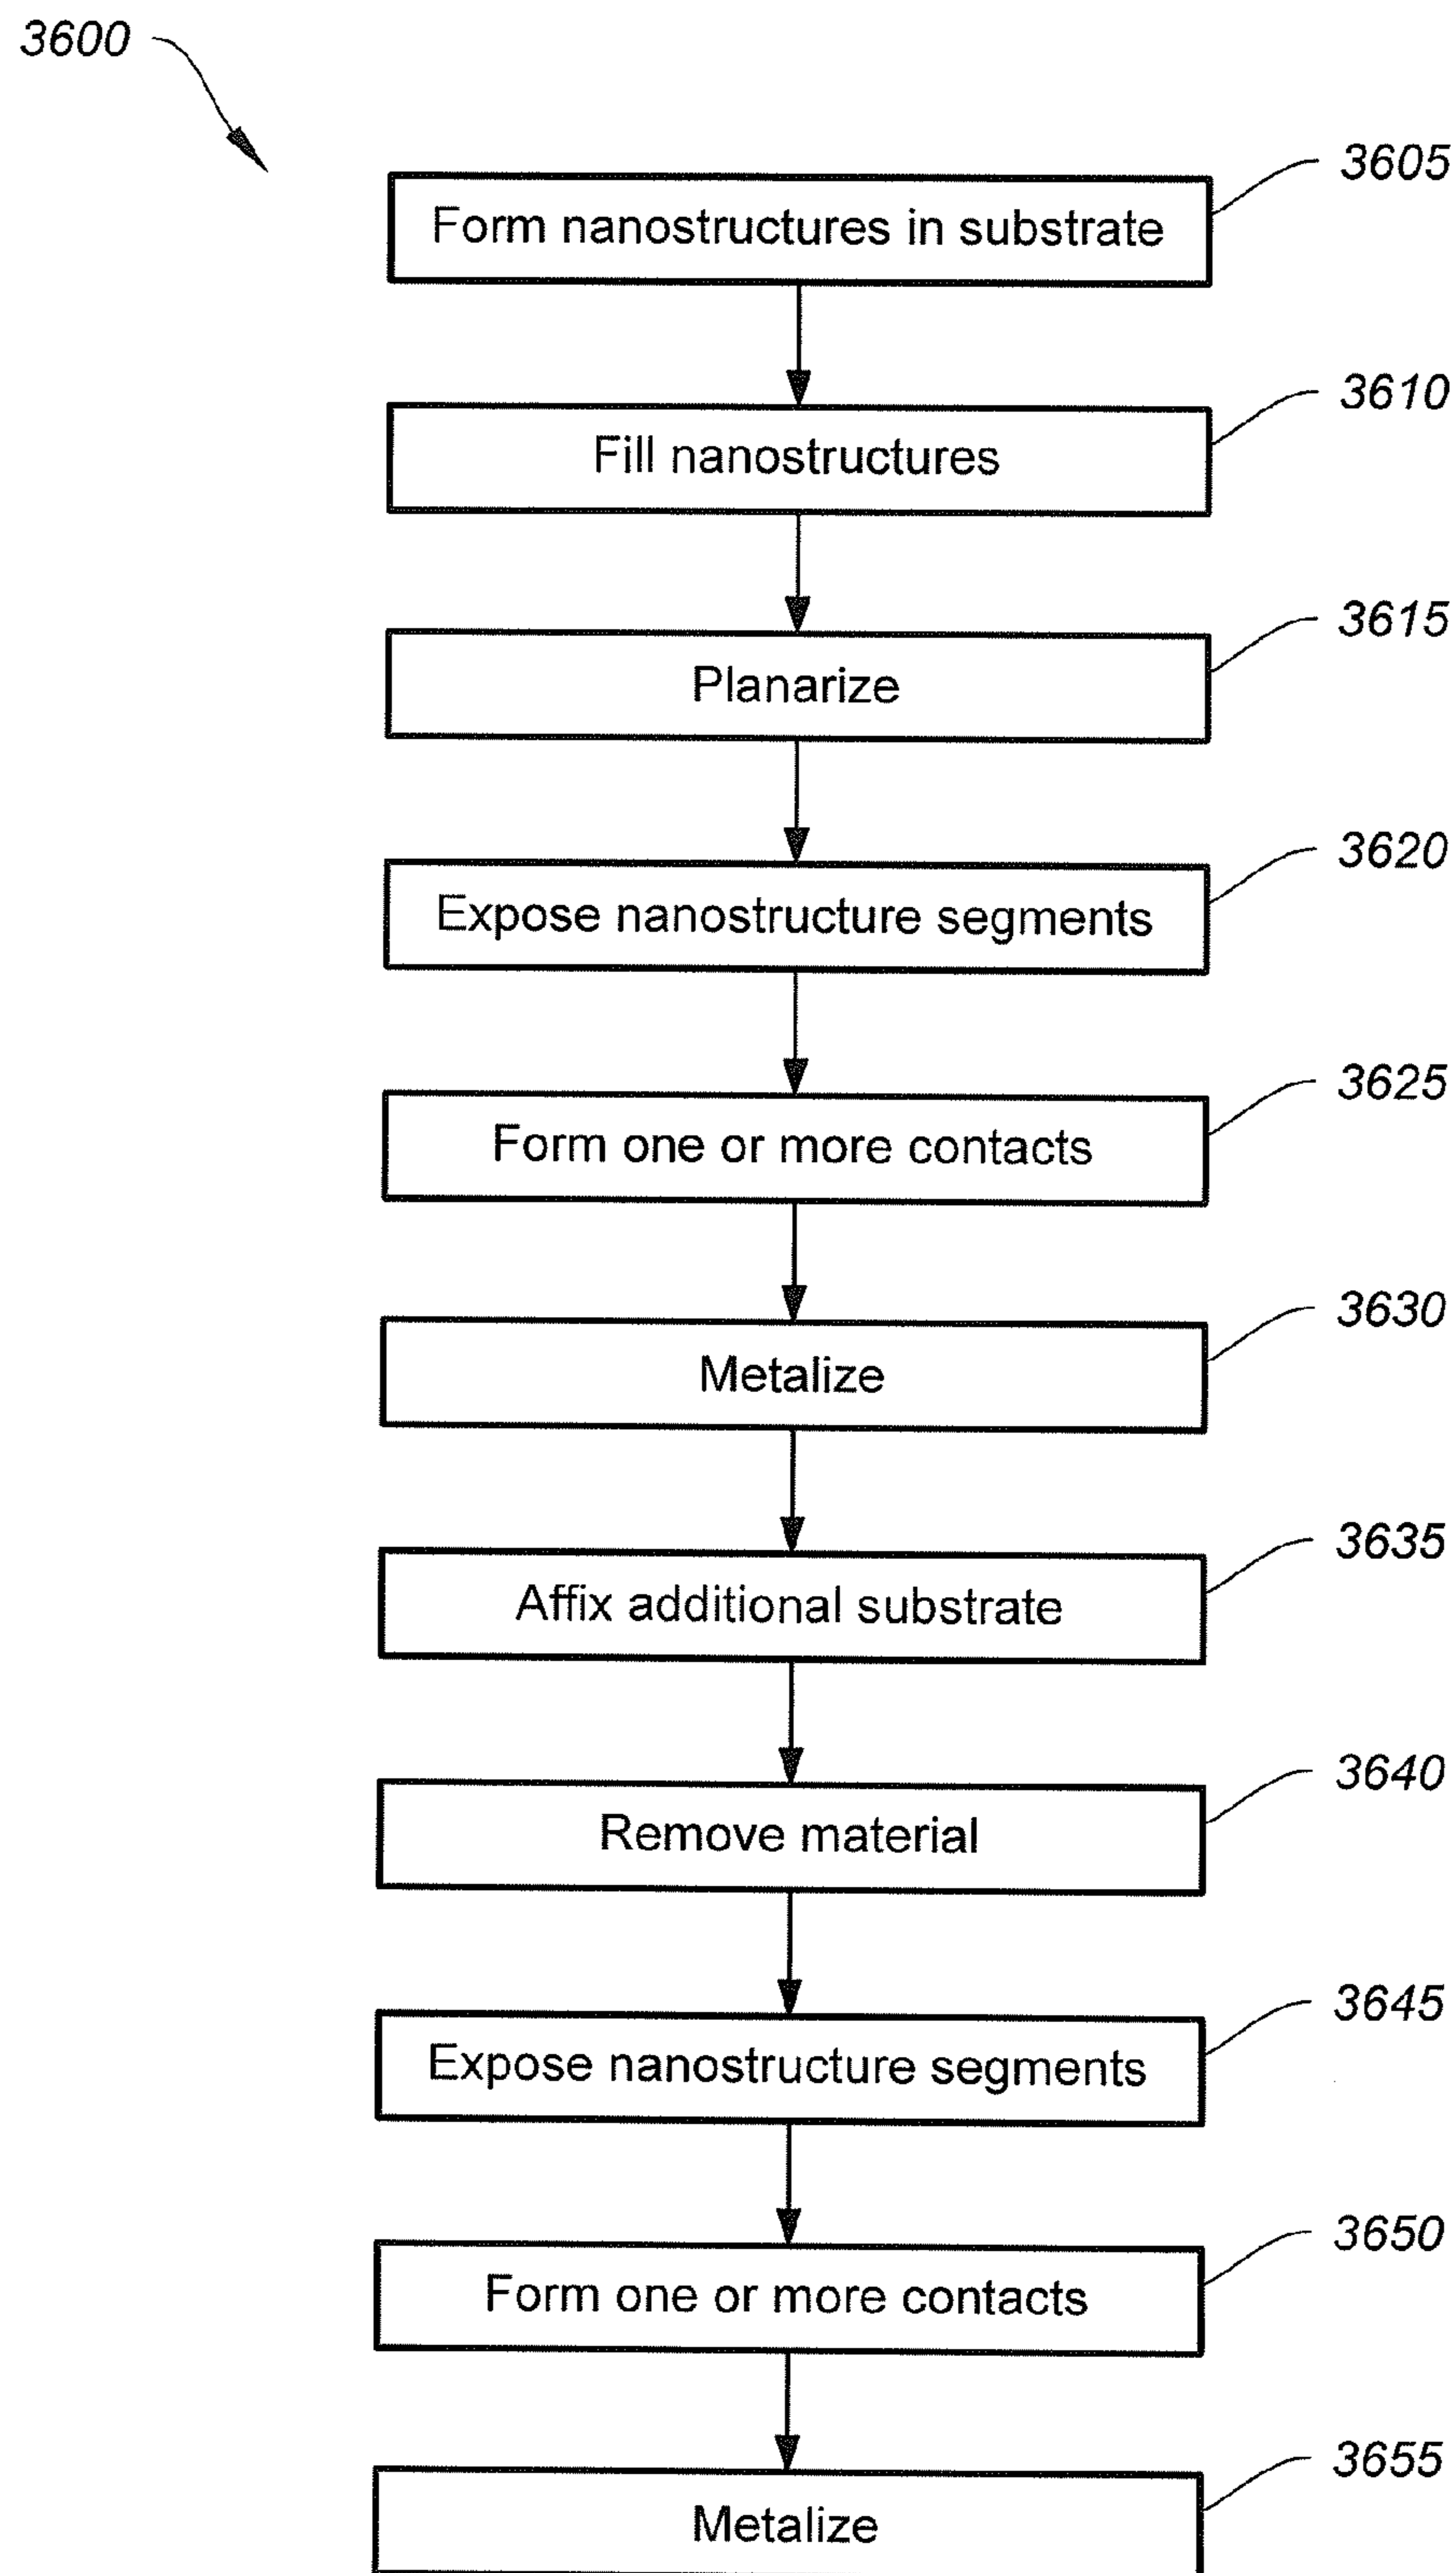 3600
3605
Form nanostructures in substrate
3610
Fill nanostructures
3615
Planarize
3620
Expose nanostructure segments
3625
Form one or more contacts
3630
Metalize
3635
Affix additional substrate
3640
Remove material
3645
Expose nanostructure segments
3650
Form one or more contacts
3655
Metalize